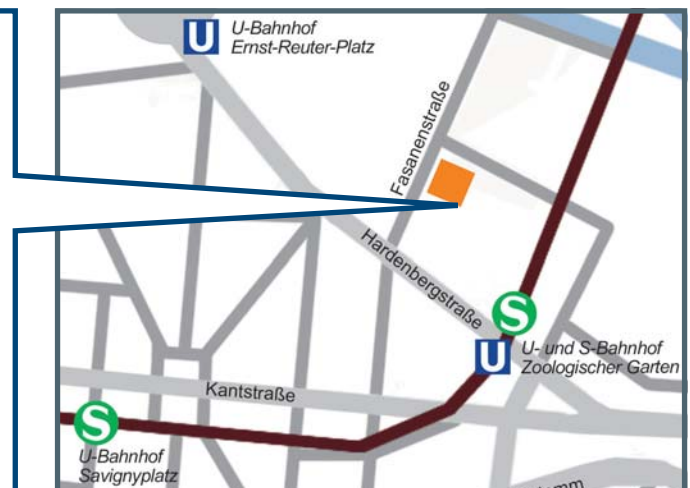 U
U-Bahnhof
Ernst-Reuter-Platz
Fasanenstraße
Hardenbergstraße
S
U
U- und S-Bahnhof
Zoologischer Garten
Kantstraße
S
U-Bahnhof
Savignyplatz